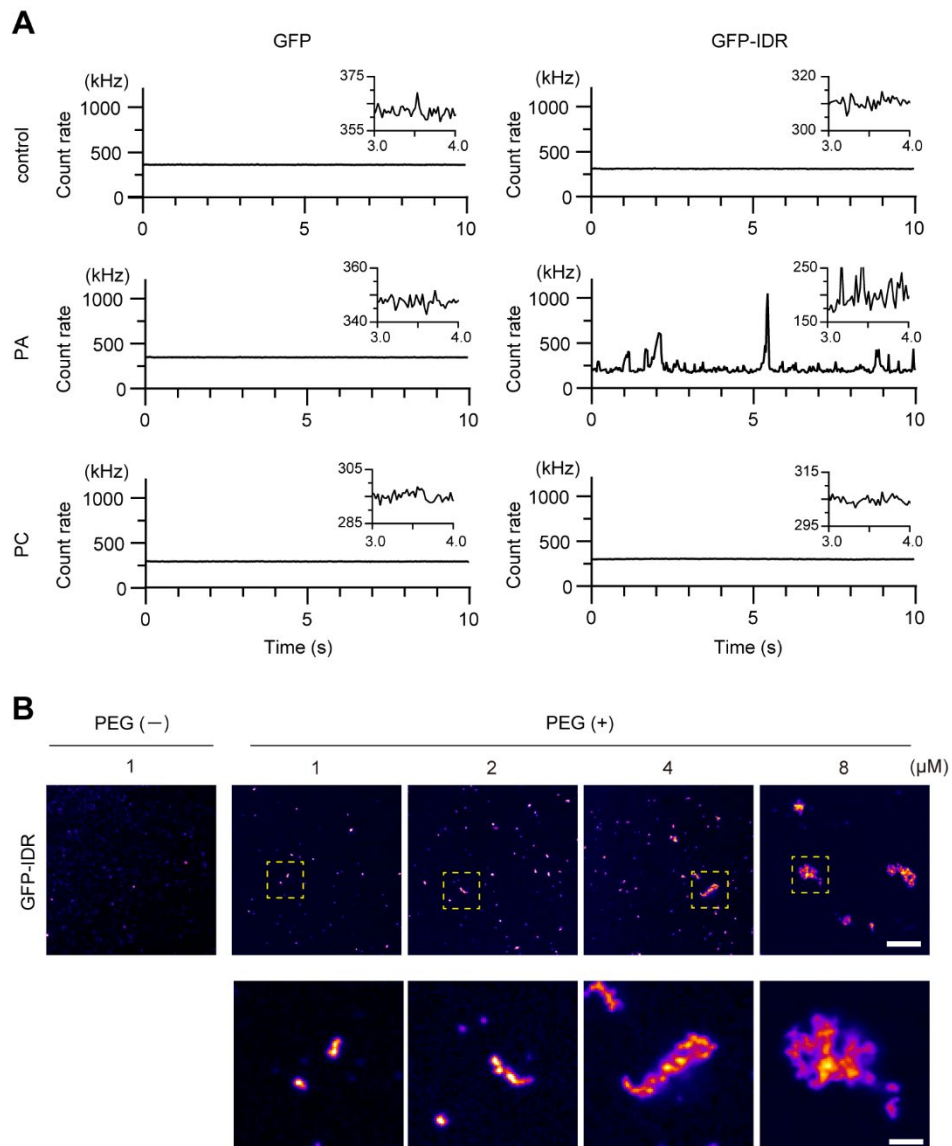 A
GFP GFP-IDR
control
(kHz)
Count rate
1000
500
0
0 5 10
375
355
3.0 4.0
(kHz)
Count rate
1000
500
0
0 5 10
320
300
3.0 4.0
PA
(kHz)
Count rate
1000
500
0
0 5 10
360
340
3.0 4.0
(kHz)
Count rate
1000
500
0
0 5 10
250
150
3.0 4.0
PC
(kHz)
Count rate
1000
500
0
0 5 10
Time (s)
305
285
3.0 4.0
(kHz)
Count rate
1000
500
0
0 5 10
Time (s)
315
295
3.0 4.0
B
PEG (−) PEG (+)
1 1 2 4 8 (μM)
GFP-IDR